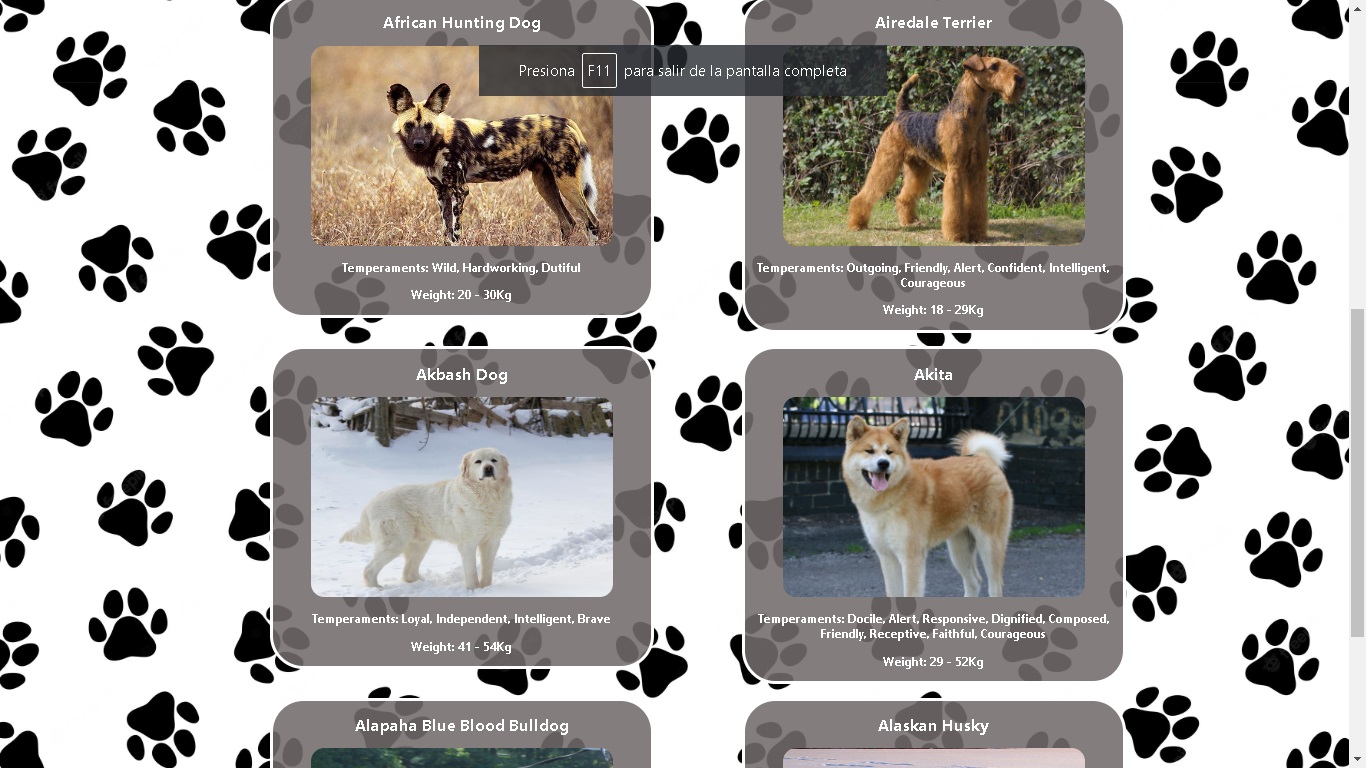 African Hunting Dog
Airedale Terrier
Presiona F11 para salir de la pantalla completa
Temperaments: Wild, Hardworking, Dutiful
Weight: 20 - 30Kg
Temperaments: Outgoing, Friendly, Alert, Confident, Intelligent,
Courageous
Weight: 18 - 29Kg
Akbash Dog
Akita
Temperaments: Loyal, Independent, Intelligent, Brave
Weight: 41 - 54Kg
Temperaments: Docile, Alert, Responsive, Dignified, Composed,
Friendly, Receptive, Faithful, Courageous
Weight: 29 - 52Kg
Alapaha Blue Blood Bulldog
Alaskan Husky